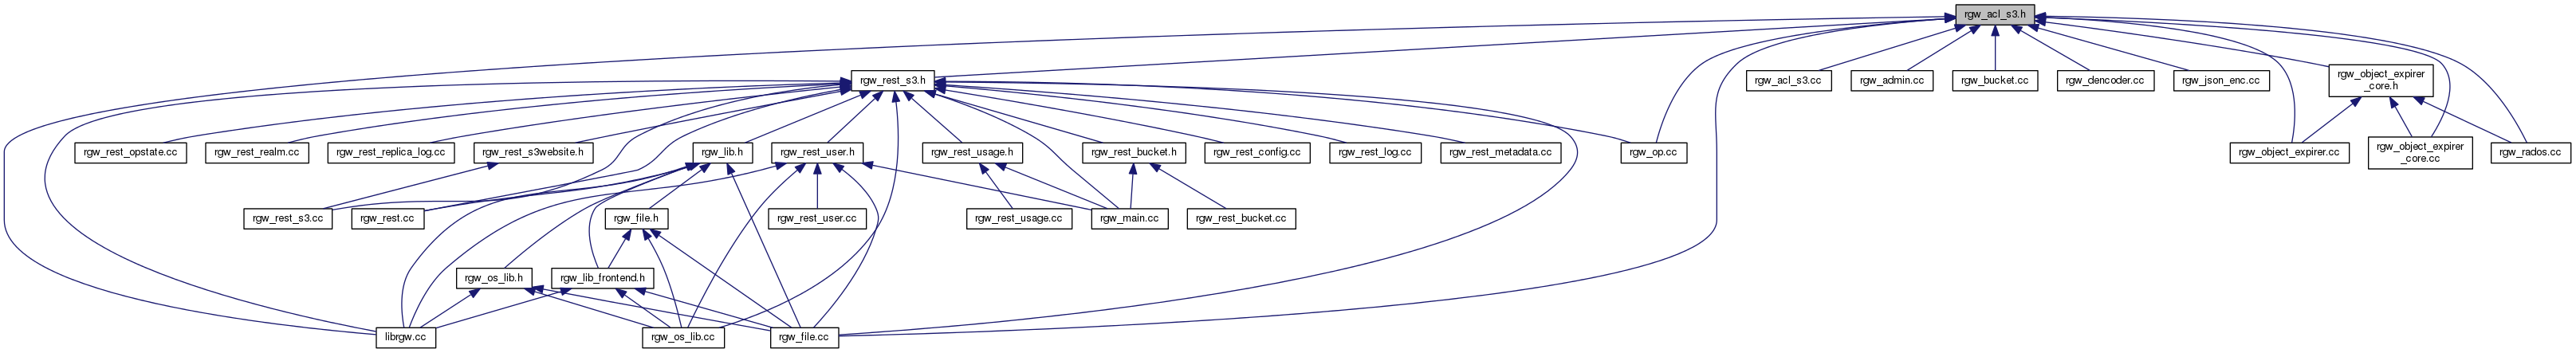 rgw_acl_s3.h
rgw_rest_s3.h
rgw_acl_s3.cc
rgw_admin.cc
rgw_bucket.cc
rgw_dencoder.cc
rgw_json_enc.cc
rgw_object_expirer
_core.h
rgw_rest_opstate.cc
rgw_rest_realm.cc
rgw_rest_replica_log.cc
rgw_rest_s3website.h
rgw_lib.h
rgw_rest_user.h
rgw_rest_usage.h
rgw_rest_bucket.h
rgw_rest_config.cc
rgw_rest_log.cc
rgw_rest_metadata.cc
rgw_op.cc
rgw_object_expirer.cc
rgw_object_expirer
_core.cc
rgw_rados.cc
rgw_rest_s3.cc
rgw_rest.cc
rgw_file.h
rgw_rest_user.cc
rgw_rest_usage.cc
rgw_main.cc
rgw_rest_bucket.cc
rgw_os_lib.h
rgw_lib_frontend.h
librgw.cc
rgw_os_lib.cc
rgw_file.cc